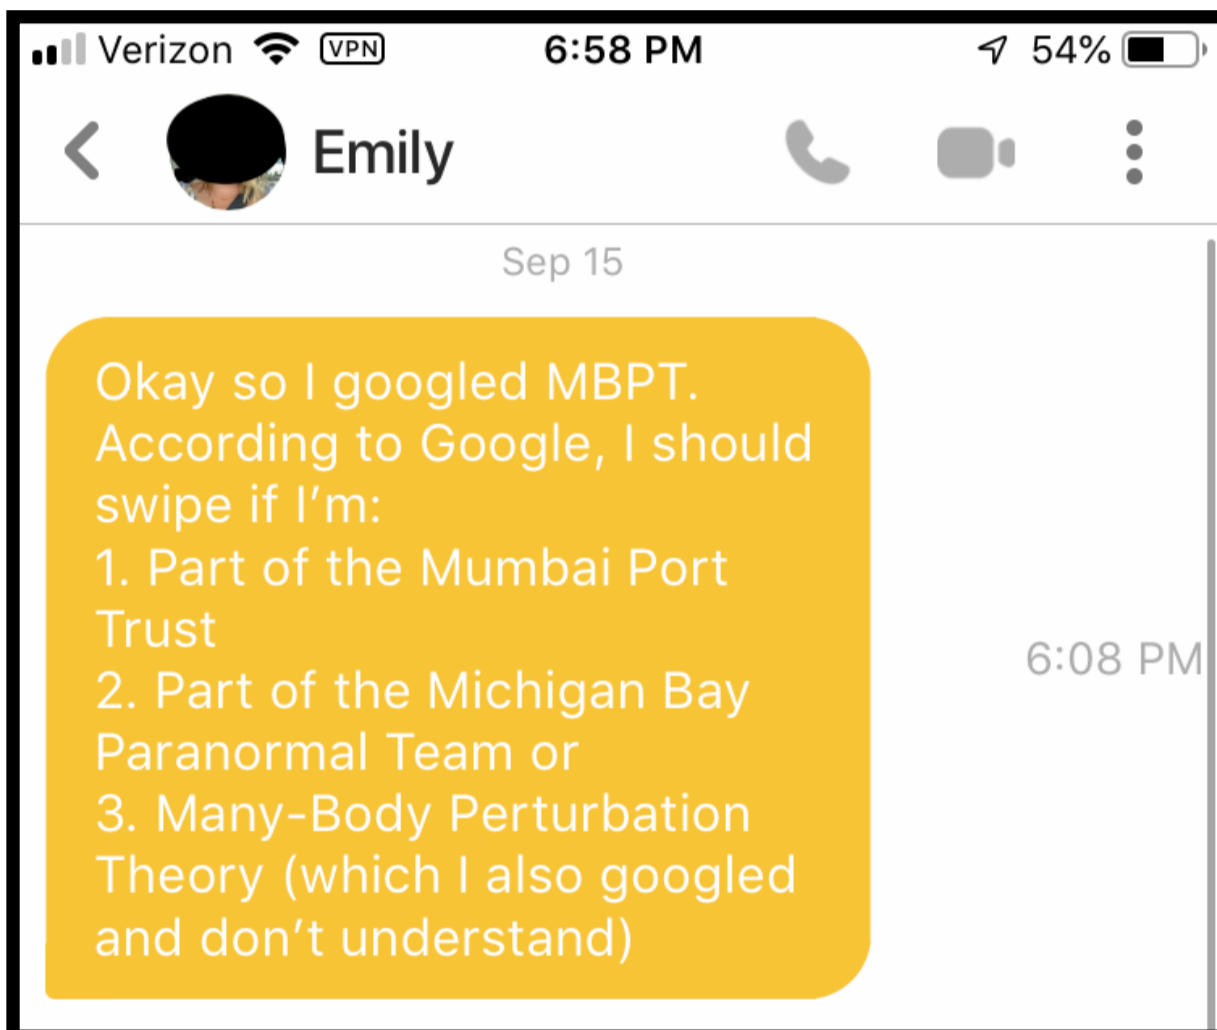 Verizon VPN 6:58 PM 54%
Emily
Sep 15
Okay so I googled MBPT.
According to Google, I should
swipe if I’m:
1. Part of the Mumbai Port
Trust
2. Part of the Michigan Bay
Paranormal Team or
3. Many-Body Perturbation
Theory (which I also googled
and don’t understand)
6:08 PM